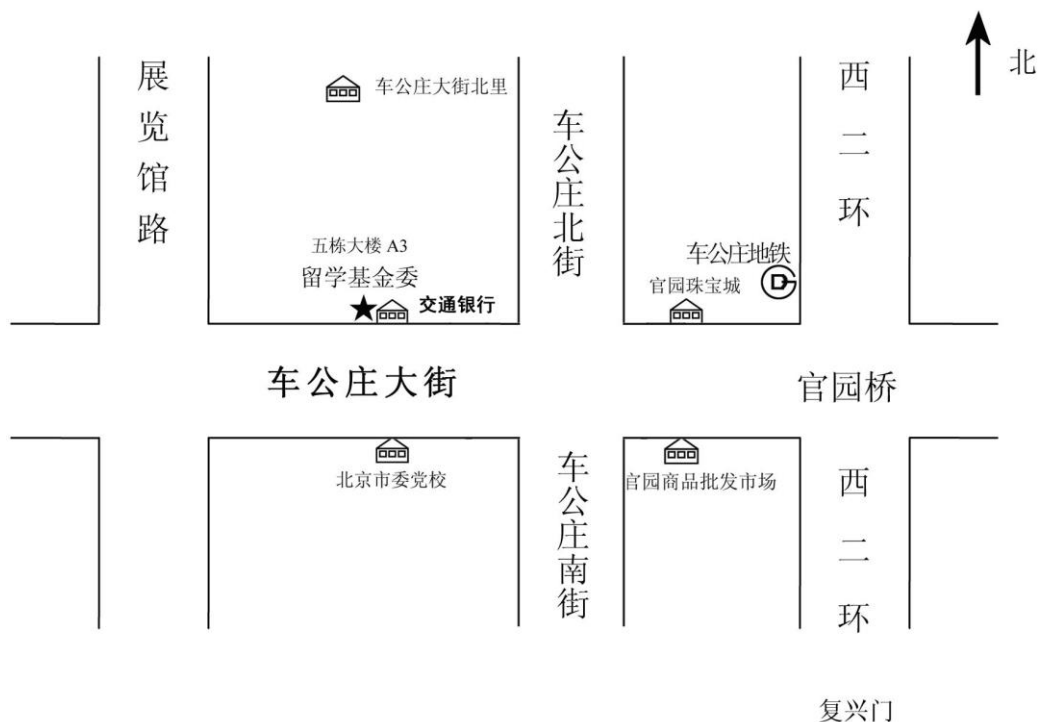 北
展览馆路
车公庄大街北里
车公庄北街
西二环
五栋大楼 A3
留学基金委
交通银行
车公庄地铁
官园珠宝城
车公庄大街
官园桥
北京市委党校
车公庄南街
官园商品批发市场
西二环
复兴门